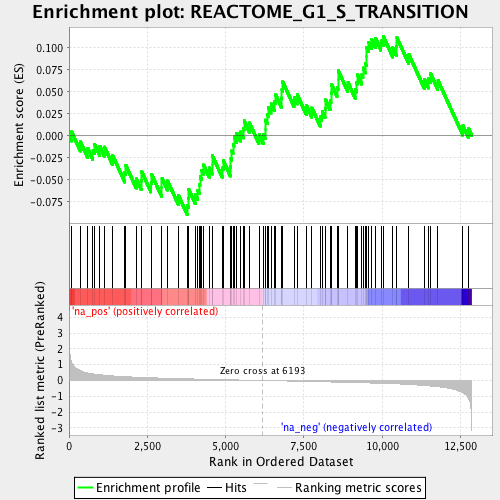 Enrichment plot: REACTOME_G1_S_TRANSITION
Enrichment score (ES)
0.100
0.075
0.050
0.025
0.000
-0.025
-0.050
-0.075
'na_pos' (positively correlated)
Ranked list metric (PreRanked)
4
3
2
1
0
-1
-2
-3
Zero cross at 6193
'na_neg' (negatively correlated)
0
2,500
5,000
7,500
10,000
12,500
Rank in Ordered Dataset
Enrichment profile
Hits
Ranking metric scores